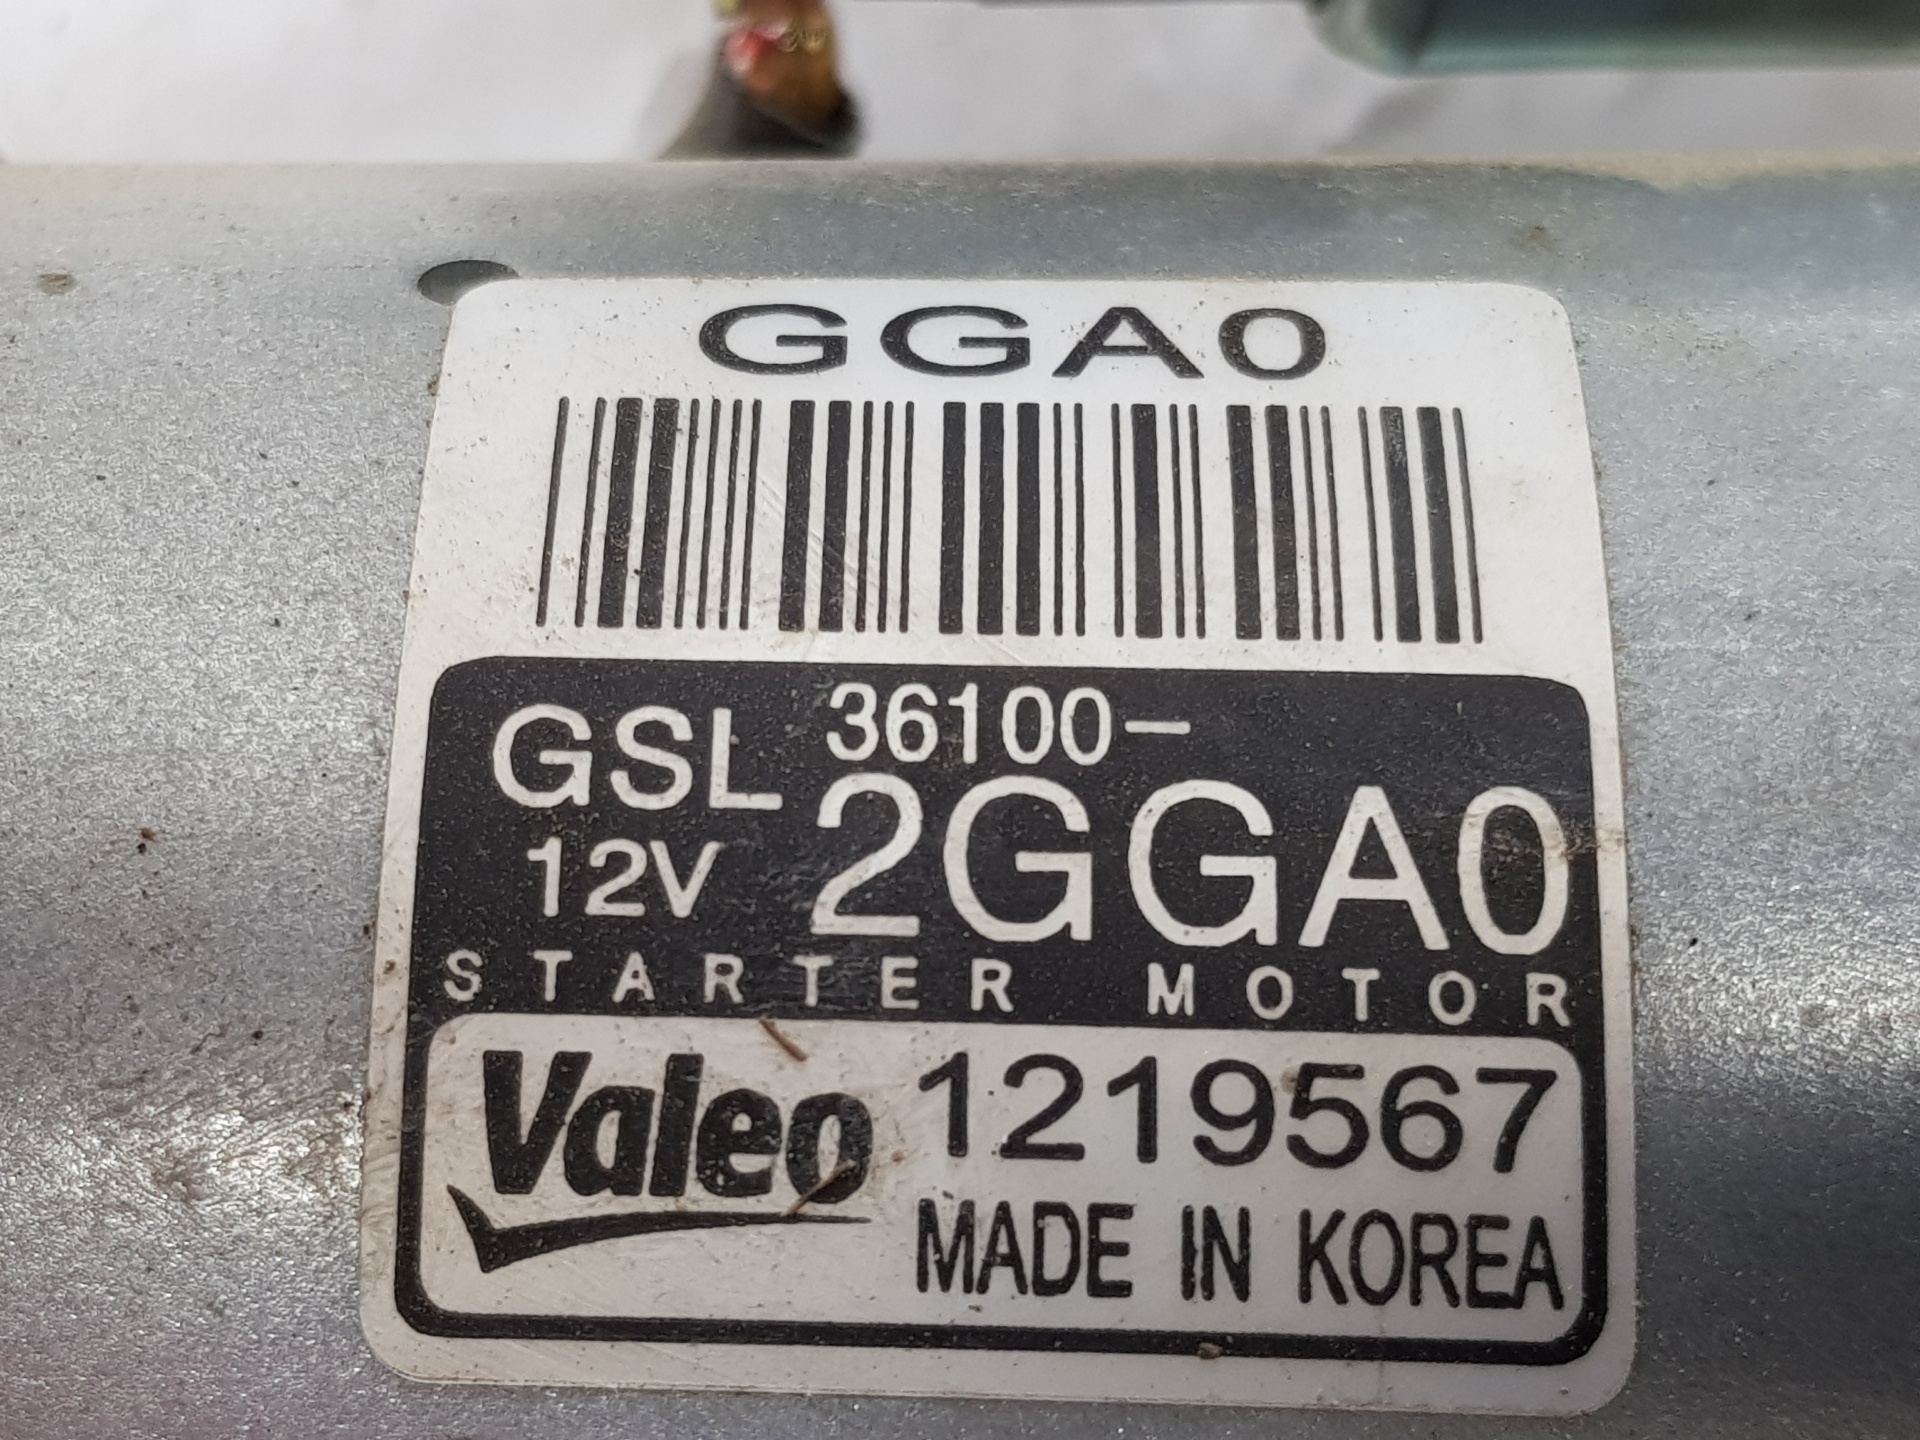 GGA0
GSL 36100-
12V 2GGA0
STARTER MOTOR
Valeo 1219567
MADE IN KOREA